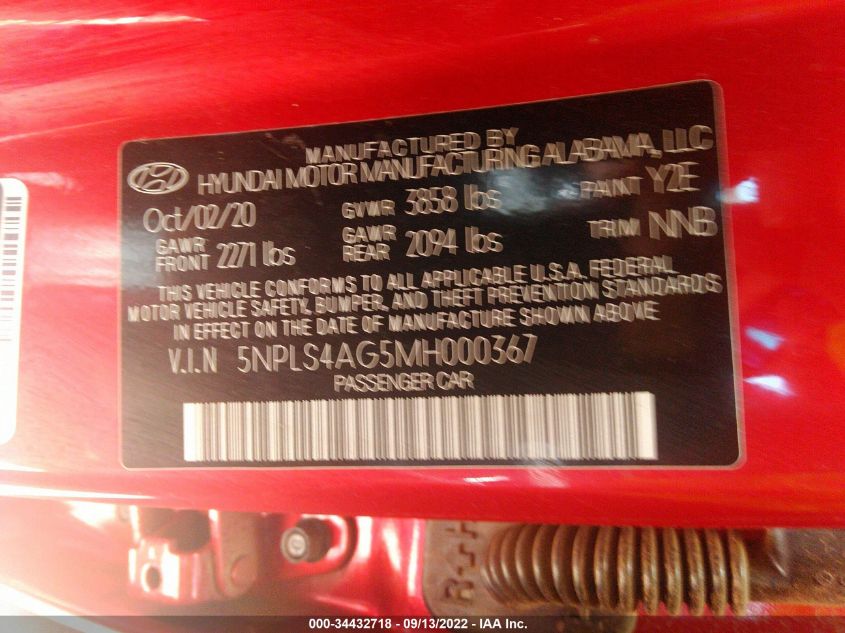 MANUFACTURED BY
HYUNDAI MOTOR MANUFACTURING ALABAMA, LLC
Oct/02/20 GVWR 3858 lbs PAINT Y2E
GAWR FRONT 2271 lbs GAWR REAR 2094 lbs TRIM NNB
THIS VEHICLE CONFORMS TO ALL APPLICABLE U.S.A. FEDERAL
MOTOR VEHICLE SAFETY, BUMPER, AND THEFT PREVENTION STANDARDS
IN EFFECT ON THE DATE OF MANUFACTURE SHOWN ABOVE
V.I.N 5NPLS4AG5MH000367
PASSENGER CAR
R-H
000-34432718 - 09/13/2022 - IAA Inc.